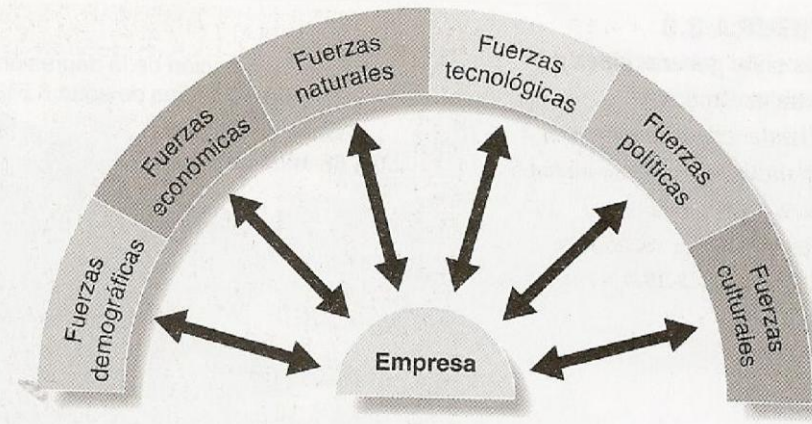 Fuerzas
demográficas
Fuerzas
económicas
Fuerzas
naturales
Fuerzas
tecnológicas
Fuerzas
políticas
Fuerzas
culturales
Empresa